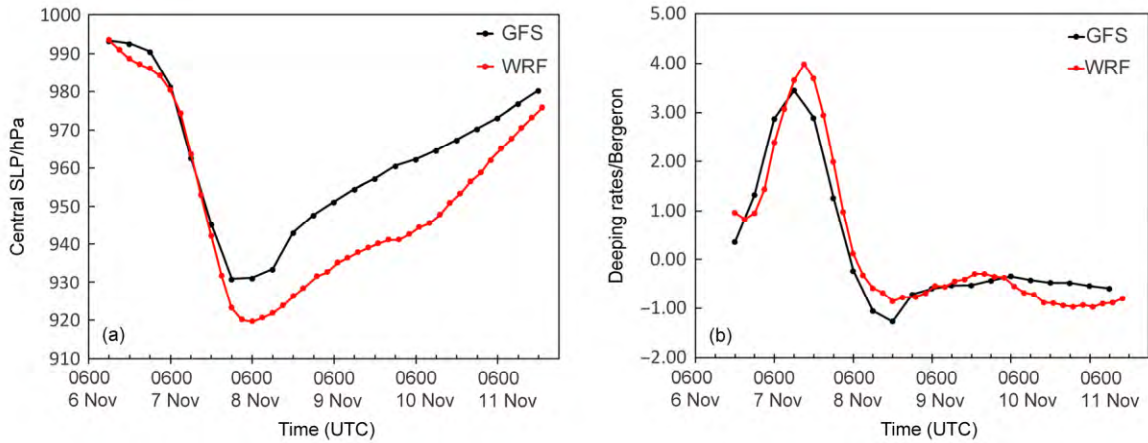 1000
990
980
970
960
950
940
930
920
910
Central SLP/hPa
GFS
WRF
(a)
0600 0600 0600 0600 0600 0600
6 Nov 7 Nov 8 Nov 9 Nov 10 Nov 11 Nov
Time (UTC)
5.00
4.00
3.00
2.00
1.00
0.00
−1.00
−2.00
Deeping rates/Bergeron
GFS
WRF
(b)
0600 0600 0600 0600 0600 0600
6 Nov 7 Nov 8 Nov 9 Nov 10 Nov 11 Nov
Time (UTC)